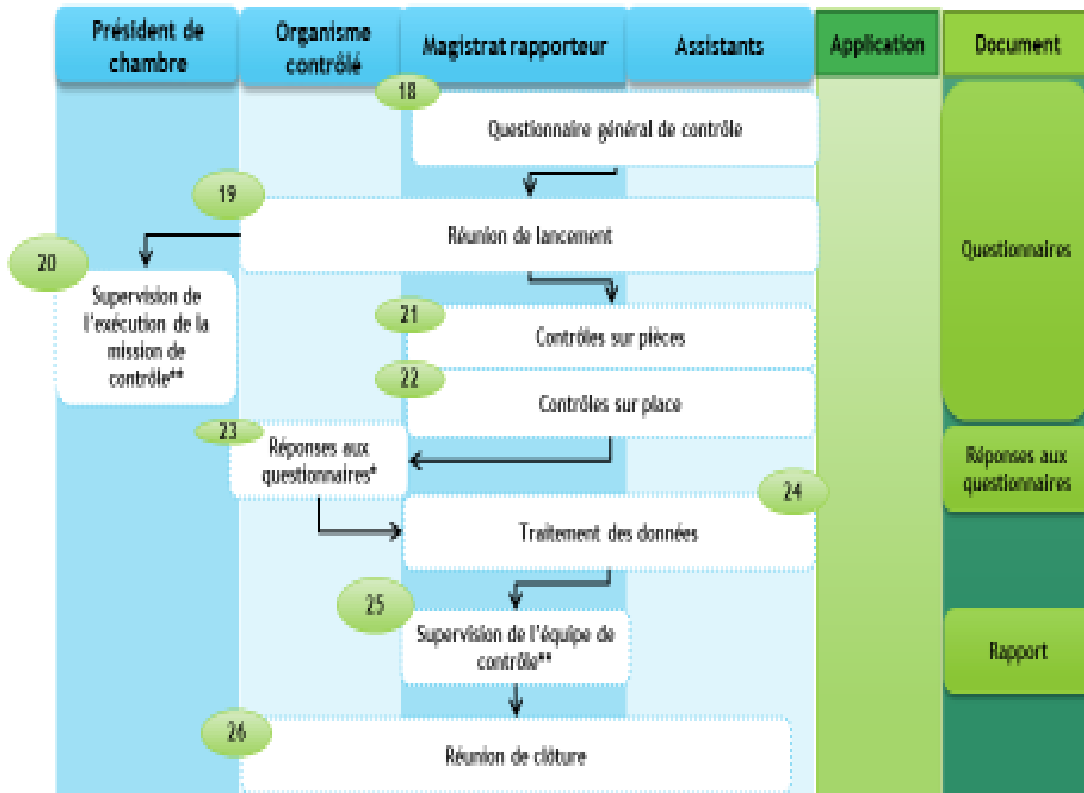 Président de
chambre
Organisme
contrôlé
Magistrat rapporteur
Assistants
Application
Document
18
Questionnaire général de contrôle
19
Réunion de lancement
Questionnaires
20
Supervision de
l'exécution de la
mission de
contrôle**
21
Contrôles sur pièces
22
Contrôles sur place
23
Réponses aux
questionnaires*
Réponses aux
questionnaires
24
Traitement des données
25
Supervision de l'équipe de
contrôle**
Rapport
26
Réunion de clôture